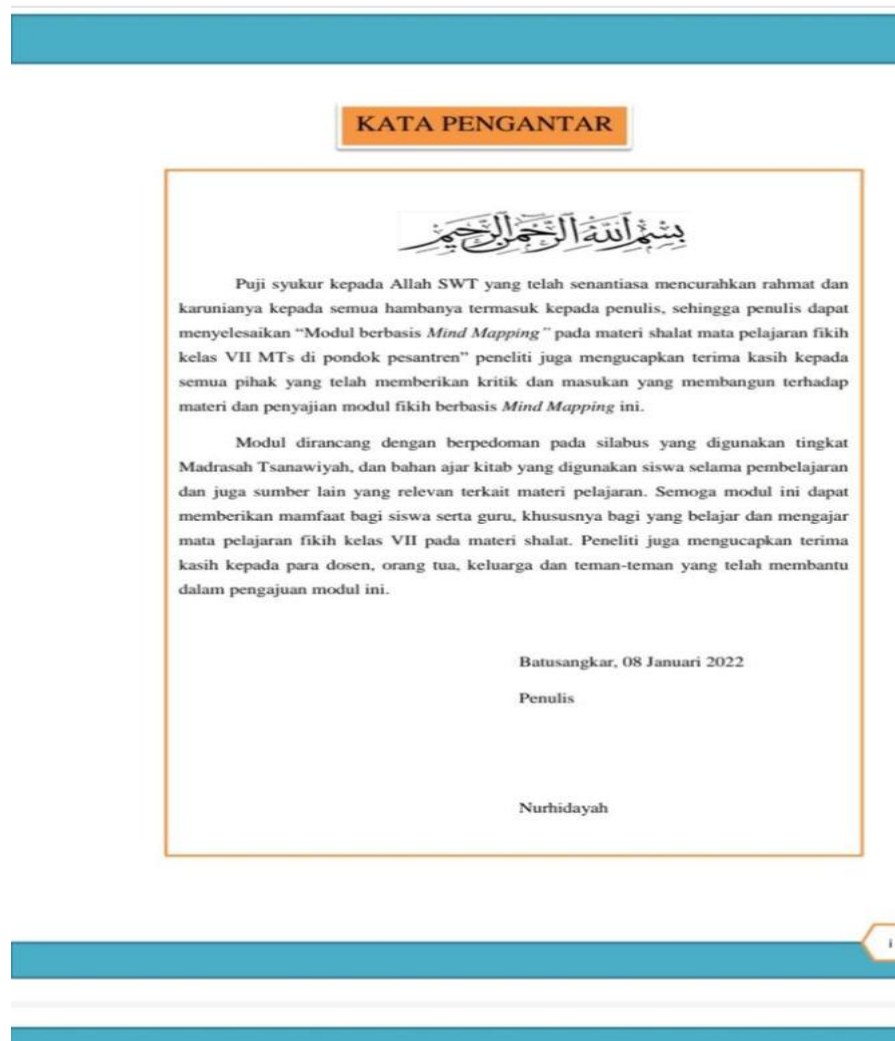 KATA PENGANTAR
بِسْمِ اللَّهِ الرَّحْمَنِ الرَّحِيمِ
Puji syukur kepada Allah SWT yang telah senantiasa mencurahkan rahmat dan
karunianya kepada semua hambanya termasuk kepada penulis, sehingga penulis dapat
menyelesaikan “Modul berbasis Mind Mapping” pada materi shalat mata pelajaran fikih
kelas VII MTs di pondok pesantren” peneliti juga mengucapkan terima kasih kepada
semua pihak yang telah memberikan kritik dan masukan yang membangun terhadap
materi dan penyajian modul fikih berbasis Mind Mapping ini.
Modul dirancang dengan berpedoman pada silabus yang digunakan tingkat
Madrasah Tsanawiyah, dan bahan ajar kitab yang digunakan siswa selama pembelajaran
dan juga sumber lain yang relevan terkait materi pelajaran. Semoga modul ini dapat
memberikan mamfaat bagi siswa serta guru, khususnya bagi yang belajar dan mengajar
mata pelajaran fikih kelas VII pada materi shalat. Peneliti juga mengucapkan terima
kasih kepada para dosen, orang tua, keluarga dan teman-teman yang telah membantu
dalam pengajuan modul ini.
Batusangkar, 08 Januari 2022
Penulis
Nurhidayah
i